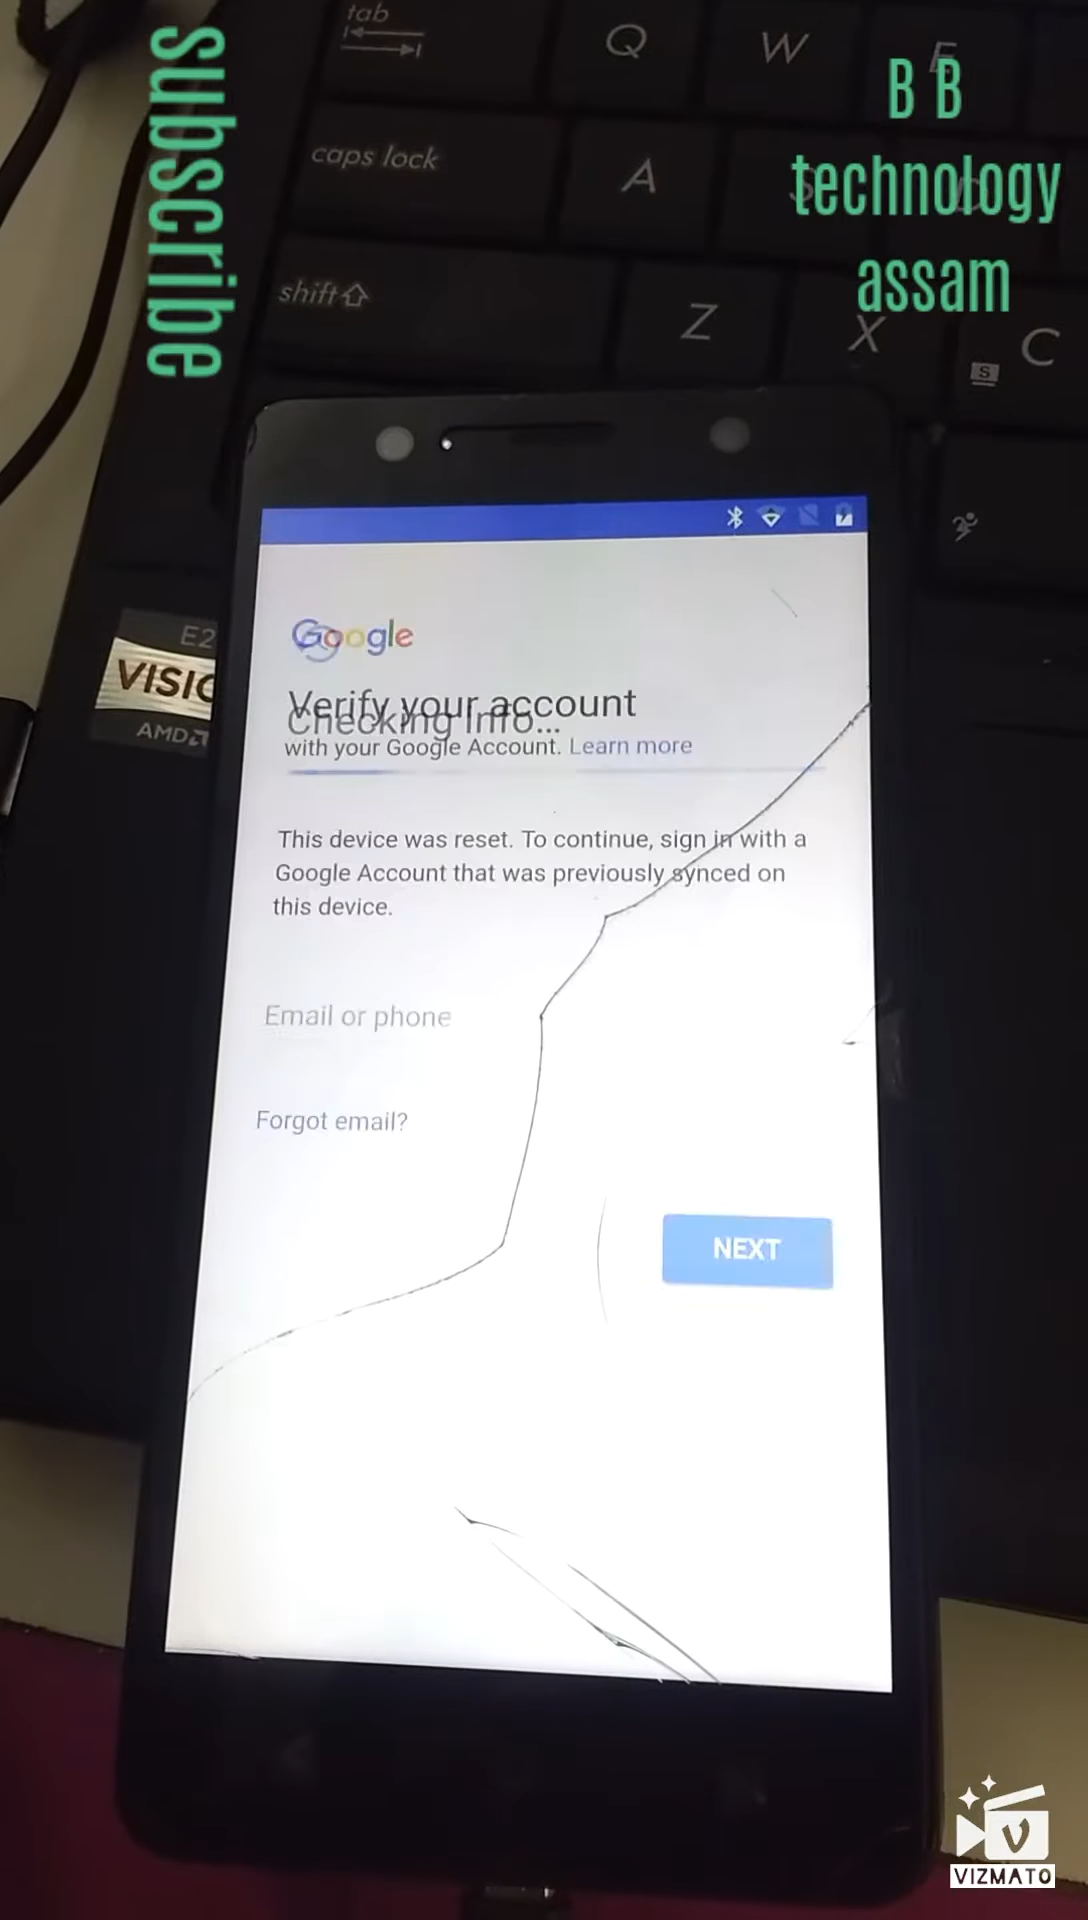 subscribe
B B
technology
assam
tab
Q
W
E
caps lock
A
S
D
shift
Z
X
C
S
E2
VISIO
AMD
Google
Verify your account
Checking info...
with your Google Account. Learn more
This device was reset. To continue, sign in with a
Google Account that was previously synced on
this device.
Email or phone
Forgot email?
NEXT
V
VIZMATO